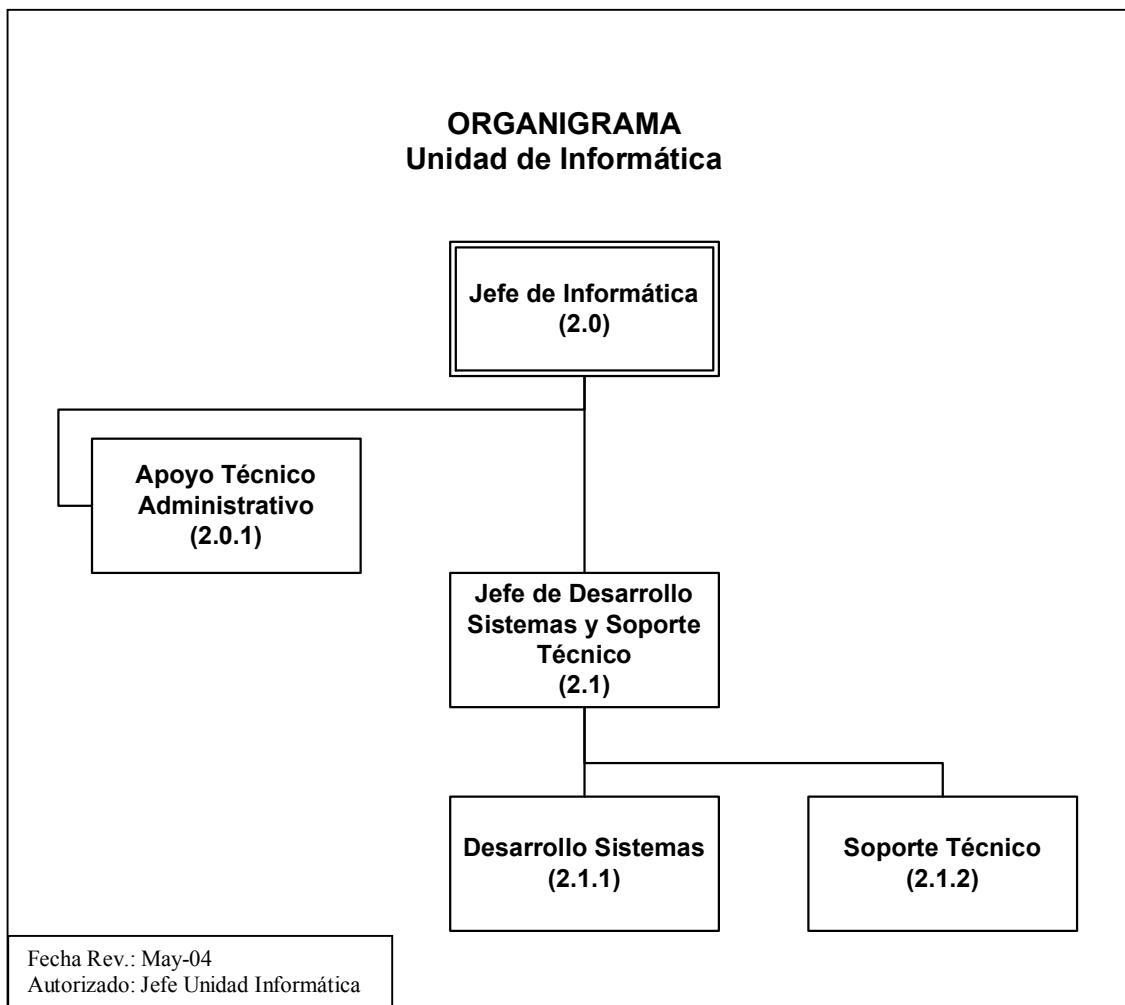 ORGANIGRAMA
Unidad de Informática
Jefe de Informática
(2.0)
Apoyo Técnico
Administrativo
(2.0.1)
Jefe de Desarrollo
Sistemas y Soporte
Técnico
(2.1)
Desarrollo Sistemas
(2.1.1)
Soporte Técnico
(2.1.2)
Fecha Rev.: May-04
Autorizado: Jefe Unidad Informática